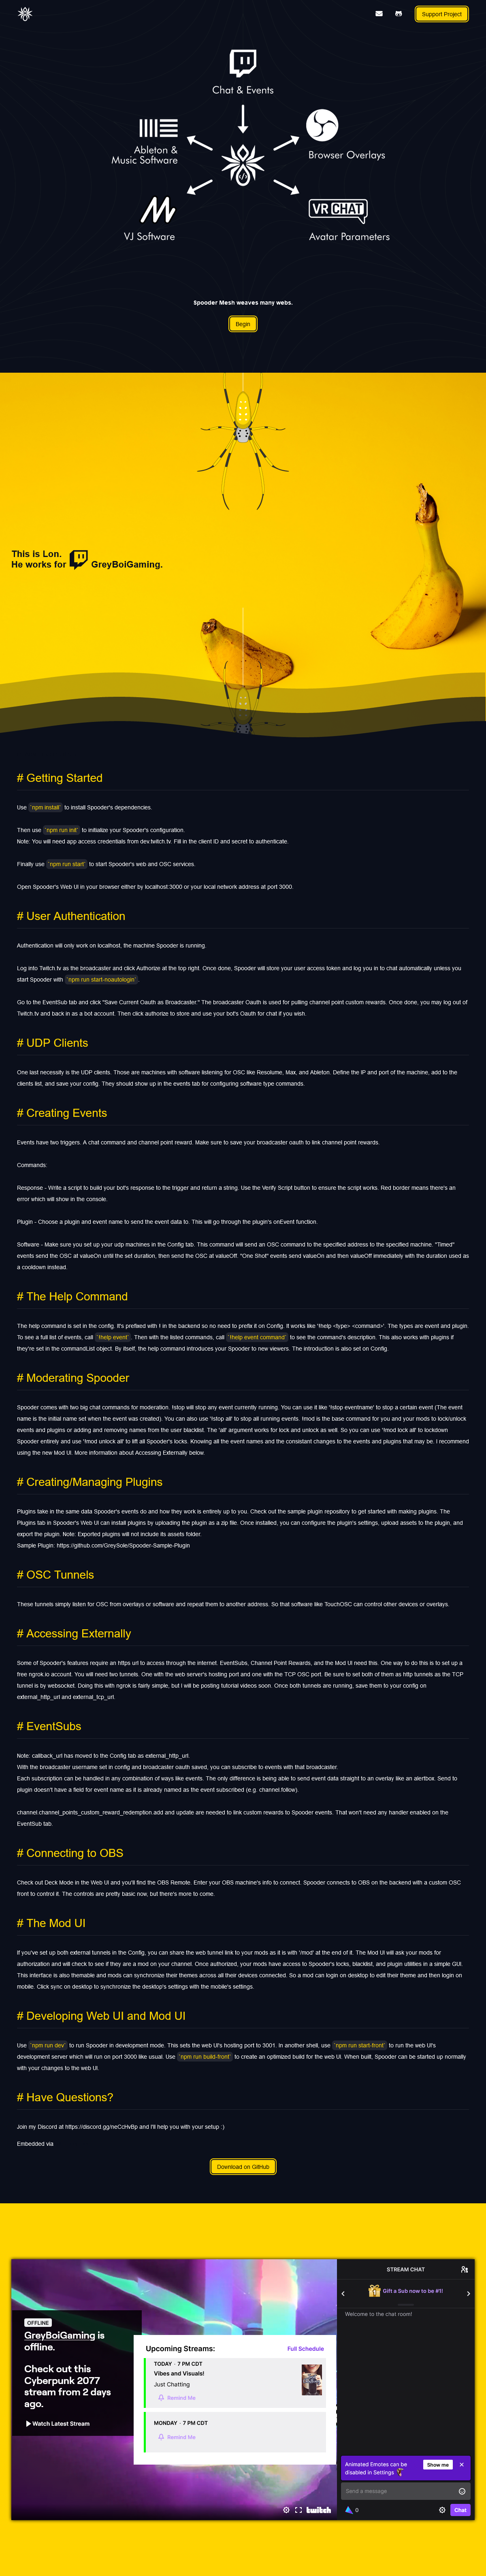 Support Project
Chat & Events
Ableton &
Music Software
Browser Overlays
VJ Software
VRCHAT
Avatar Parameters
Spooder Mesh weaves many webs.
Begin
This is Lon.
He works for GreyBoiGaming.
# Getting Started
Use `npm install` to install Spooder's dependencies.
Then use `npm run init` to initialize your Spooder's configuration.
Note: You will need app access credentials from dev.twitch.tv. Fill in the client ID and secret to authenticate.
Finally use `npm run start` to start Spooder's web and OSC services.
Open Spooder's Web UI in your browser either by localhost:3000 or your local network address at port 3000.
# User Authentication
Authentication will only work on localhost, the machine Spooder is running.
Log into Twitch.tv as the broadcaster and click Authorize at the top right. Once done, Spooder will store your user access token and log you in to chat automatically unless you
start Spooder with `npm run start-noautologin`.
Go to the EventSub tab and click "Save Current Oauth as Broadcaster." The broadcaster Oauth is used for pulling channel point custom rewards. Once done, you may log out of
Twitch.tv and back in as a bot account. Then click authorize to store and use your bot's Oauth for chat if you wish.
# UDP Clients
One last necessity is the UDP clients. Those are machines with software listening for OSC like Resolume, Max, and Ableton. Define the IP and port of the machine, add to the
clients list, and save your config. They should show up in the events tab for configuring software type commands.
# Creating Events
Events have two triggers. A chat command and channel point reward. Make sure to save your broadcaster oauth to link channel point rewards.
Commands:
Response - Write a script to build your bot's response to the trigger and return a string. Use the Verify Script button to ensure the script works. Red border means there's an
error which will show in the console.
Plugin - Choose a plugin and event name to send the event data to. This will go through the plugin's onEvent function.
Software - Make sure you set up your udp machines in the Config tab. This command will send an OSC command to the specified address to the specified machine. "Timed"
events send the OSC at valueOn until the set duration, then send the OSC at valueOff. "One Shot" events send valueOn and then valueOff immediately with the duration used as
a cooldown instead.
# The Help Command
The help command is set in the config. It's prefixed with ! in the backend so no need to prefix it on Config. It works like '!help <type> <command>'. The types are event and plugin.
To see a full list of events, call `!help event`. Then with the listed commands, call `!help event command` to see the command's description. This also works with plugins if
they're set in the commandList object. By itself, the help command introduces your Spooder to new viewers. The introduction is also set on Config.
# Moderating Spooder
Spooder comes with two big chat commands for moderation. !stop will stop any event currently running. You can use it like '!stop eventname' to stop a certain event (The event
name is the initial name set when the event was created). You can also use '!stop all' to stop all running events. !mod is the base command for you and your mods to lock/unlock
events and plugins or adding and removing names from the user blacklist. The 'all' argument works for lock and unlock as well. So you can use '!mod lock all' to lockdown
Spooder entirely and use '!mod unlock all' to lift all of Spooder's locks. Knowing all the event names and the consistant changes to the events and plugins that may be. I recommend
using the new Mod UI. More information about Accessing Externally below.
# Creating/Managing Plugins
Plugins take in the same data Spooder's events do and how they work is entirely up to you. Check out the sample plugin repository to get started with making plugins. The
Plugins tab in Spooder's Web UI can install plugins by uploading the plugin as a zip file. Once installed, you can configure the plugin's settings, upload assets to the plugin, and
export the plugin. Note: Exported plugins will not include its assets folder.
Sample Plugin: https://github.com/GreySole/Spooder-Sample-Plugin
# OSC Tunnels
These tunnels simply listen for OSC from overlays or software and repeat them to another address. So that software like TouchOSC can control other devices or overlays.
# Accessing Externally
Some of Spooder's features require an https url to access through the internet. EventSubs, Channel Point Rewards, and the Mod UI need this. One way to do this is to set up a
free ngrok.io account. You will need two tunnels. One with the web server's hosting port and one with the TCP OSC port. Be sure to set both of them as http tunnels as the TCP
tunnel is by websocket. Doing this with ngrok is fairly simple, but I will be posting tutorial videos soon. Once both tunnels are running, save them to your config on
external_http_url and external_tcp_url.
# EventSubs
Note: callback_url has moved to the Config tab as external_http_url.
With the broadcaster username set in config and broadcaster oauth saved, you can subscribe to events with that broadcaster.
Each subscription can be handled in any combination of ways like events. The only difference is being able to send event data straight to an overlay like an alertbox. Send to
plugin doesn't have a field for event name as it is already named as the event subscribed (e.g. channel.follow).
channel.channel_points_custom_reward_redemption.add and update are needed to link custom rewards to Spooder events. That won't need any handler enabled on the
EventSub tab.
# Connecting to OBS
Check out Deck Mode in the Web UI and you'll find the OBS Remote. Enter your OBS machine's info to connect. Spooder connects to OBS on the backend with a custom OSC
front to control it. The controls are pretty basic now, but there's more to come.
# The Mod UI
If you've set up both external tunnels in the Config, you can share the web tunnel link to your mods as it is with '/mod' at the end of it. The Mod UI will ask your mods for
authorization and will check to see if they are a mod on your channel. Once authorized, your mods have access to Spooder's locks, blacklist, and plugin utilities in a simple GUI.
This interface is also themable and mods can synchronize their themes across all their devices connected. So a mod can login on desktop to edit their theme and then login on
mobile. Click sync on desktop to synchronize the desktop's settings with the mobile's settings.
# Developing Web UI and Mod UI
Use `npm run dev` to run Spooder in development mode. This sets the web UI's hosting port to 3001. In another shell, use `npm run start-front` to run the web UI's
development server which will run on port 3000 like usual. Use `npm run build-front` to create an optimized build for the web UI. When built, Spooder can be started up normally
with your changes to the web UI.
# Have Questions?
Join my Discord at https://discord.gg/neCcHvBp and I'll help you with your setup :)
Embedded via
Download on GitHub
OFFLINE
GreyBoiGaming is
offline.
Check out this
Cyberpunk 2077
stream from 2 days
ago.
Watch Latest Stream
Upcoming Streams:
Full Schedule
TODAY · 7 PM CDT
Vibes and Visuals!
Just Chatting
Remind Me
MONDAY · 7 PM CDT
Remind Me
twitch
STREAM CHAT
Gift a Sub now to be #1!
Welcome to the chat room!
Animated Emotes can be
disabled in Settings
Show me
Send a message
0
Chat